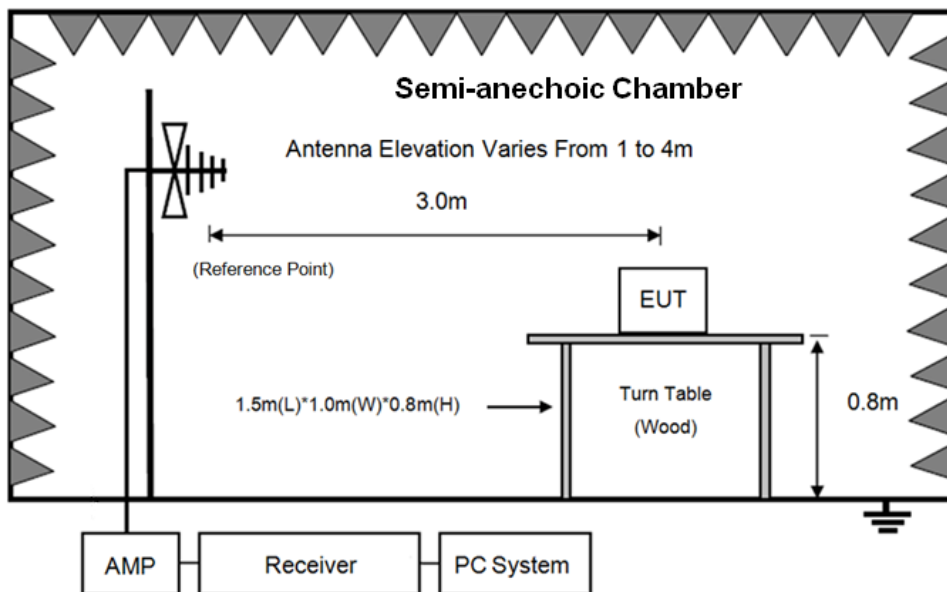 Semi-anechoic Chamber
Antenna Elevation Varies From 1 to 4m
3.0m
(Reference Point)
EUT
1.5m(L)*1.0m(W)*0.8m(H)
Turn Table
(Wood)
0.8m
AMP
Receiver
PC System